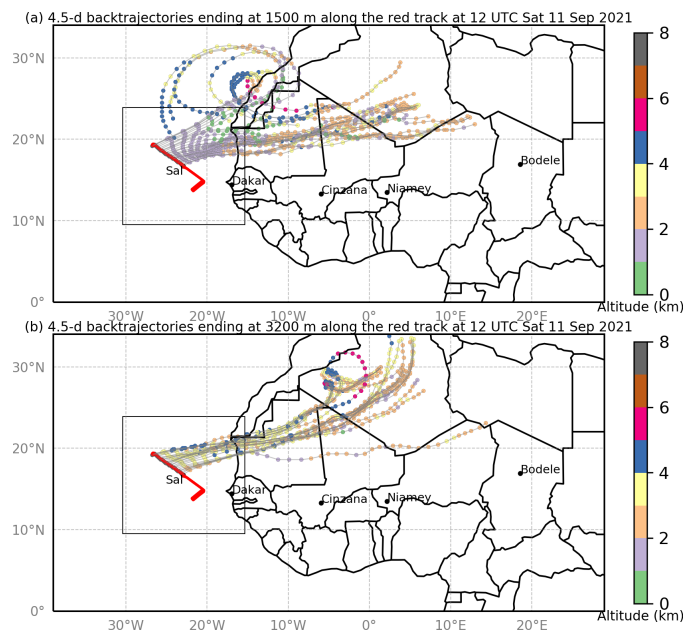 (a) 4.5-d backtrajectories ending at 1500 m along the red track at 12 UTC Sat 11 Sep 2021
8
30°N
6
20°N
4
Bodele
Sal
Dakar
Cinzana
Niamey
2
10°N
0°
0
30°W 20°W 10°W 0° 10°E 20°E
Altitude (km)
(b) 4.5-d backtrajectories ending at 3200 m along the red track at 12 UTC Sat 11 Sep 2021
8
30°N
6
20°N
4
Bodele
Sal
Dakar
Cinzana
Niamey
2
10°N
0°
0
30°W 20°W 10°W 0° 10°E 20°E
Altitude (km)